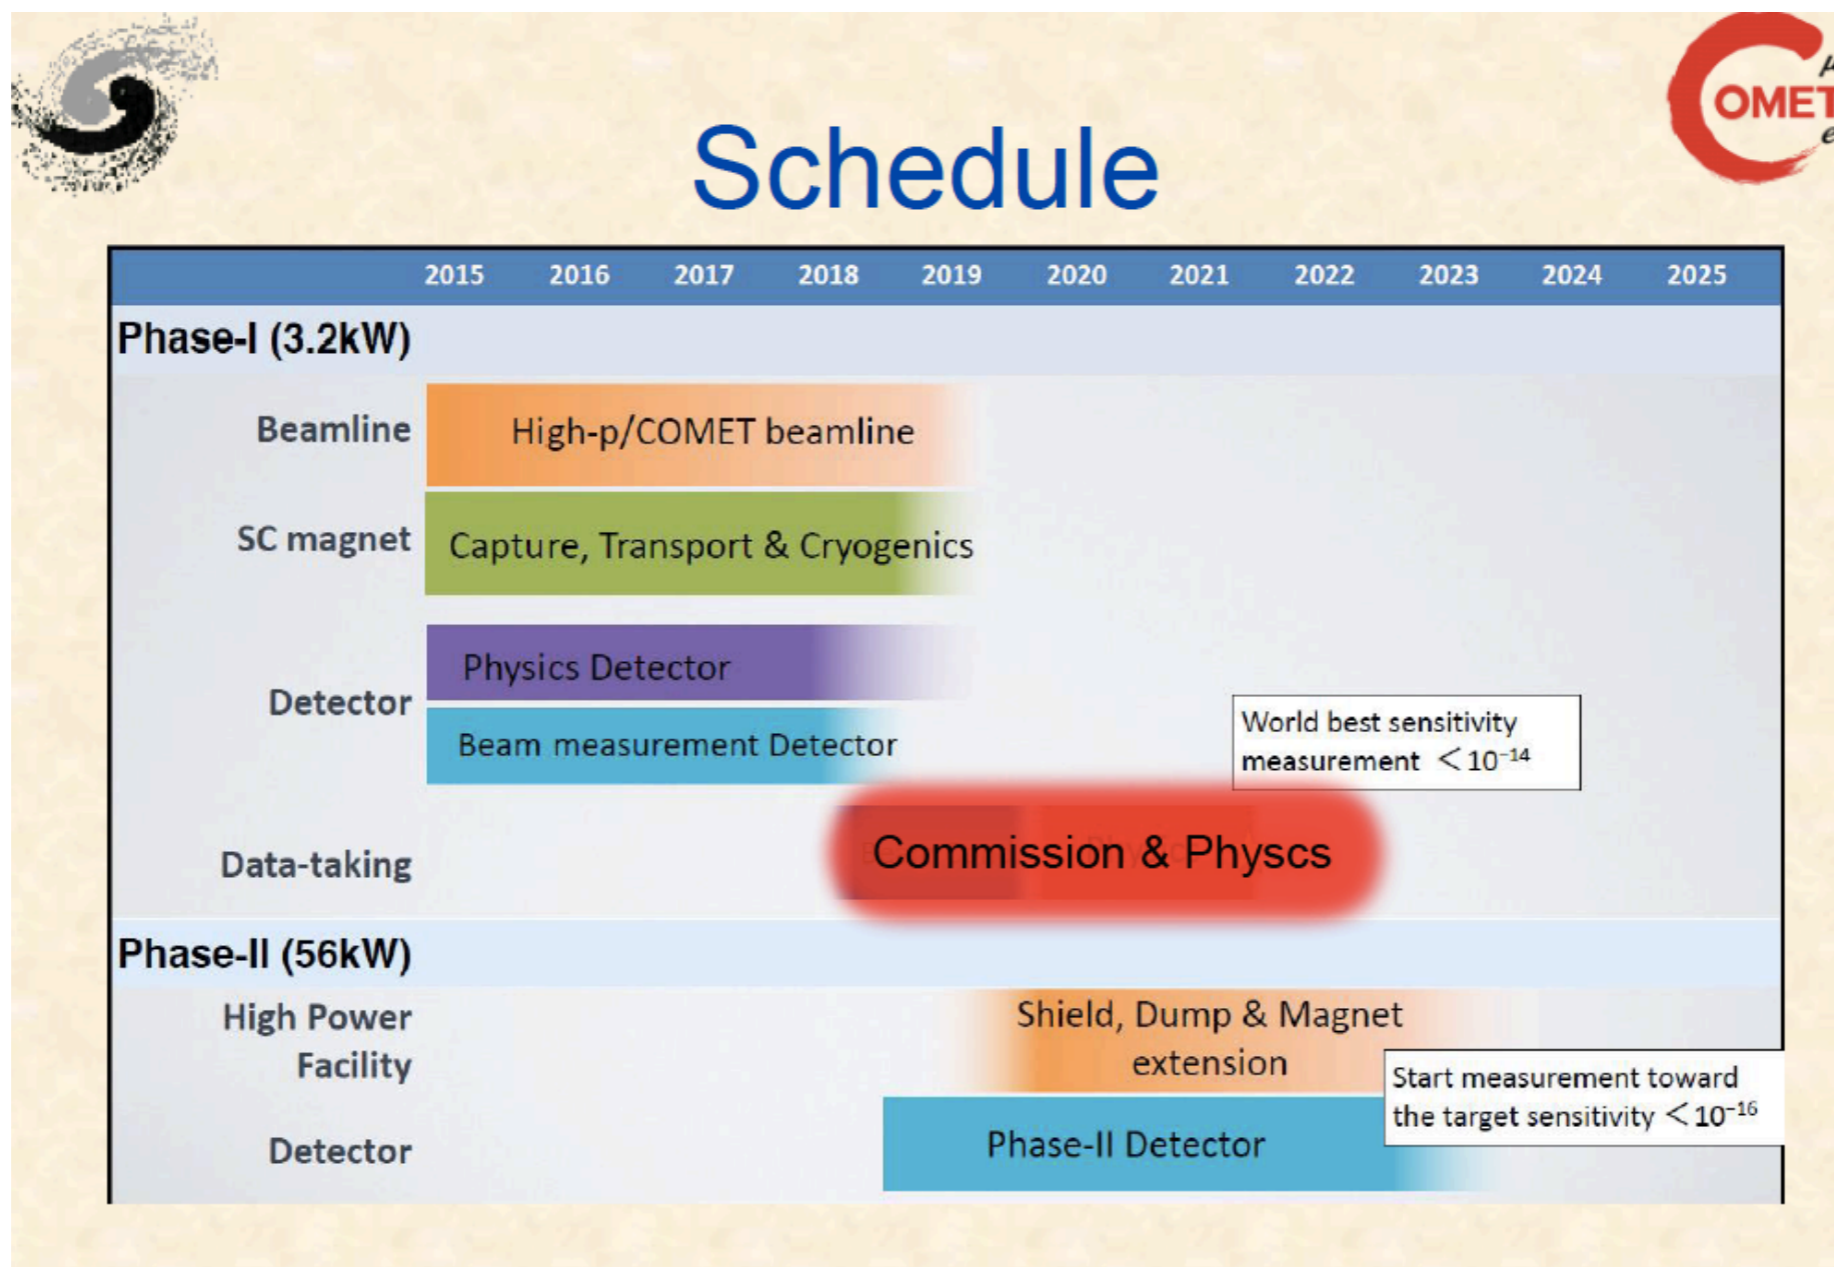 μ
OMET
e
Schedule
2015 2016 2017 2018 2019 2020 2021 2022 2023 2024 2025
Phase-I (3.2kW)
Beamline
High-p/COMET beamline
SC magnet
Capture, Transport & Cryogenics
Detector
Physics Detector
Beam measurement Detector
World best sensitivity
measurement <10⁻¹⁴
Data-taking
Commission & Physcs
Phase-II (56kW)
High Power
Facility
Shield, Dump & Magnet
extension
Start measurement toward
the target sensitivity <10⁻¹⁶
Detector
Phase-II Detector